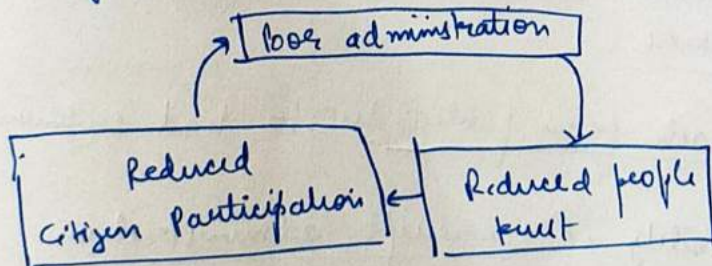 Poor administration
Reduced
Citizen Participation
Reduced people
trust